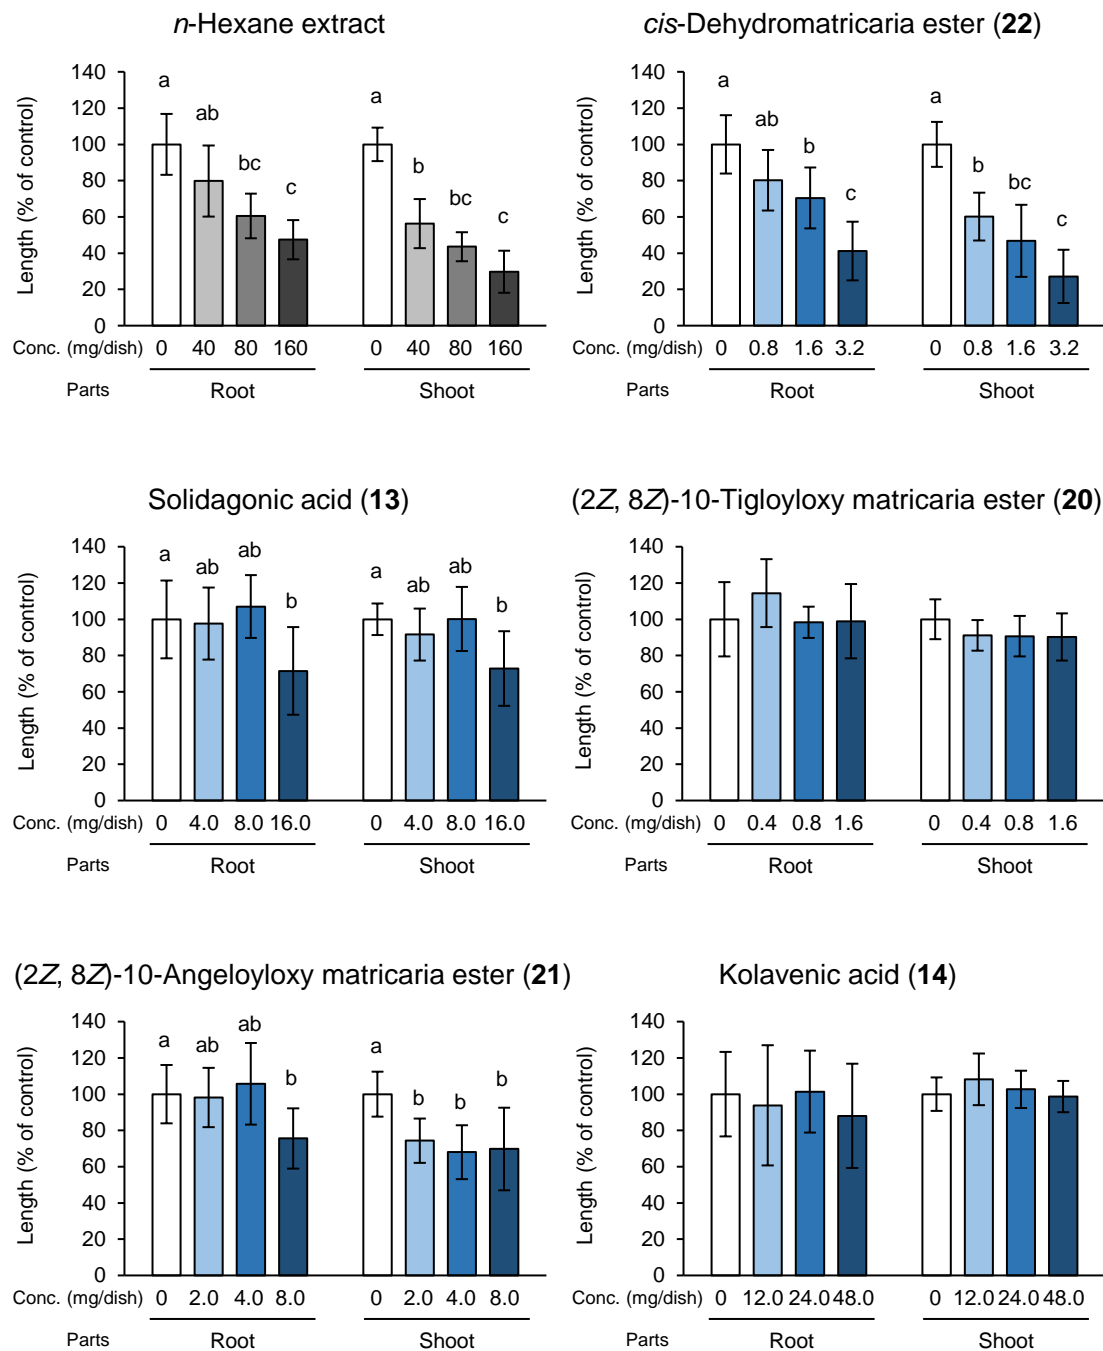 n-Hexane extract
Length (% of control)
140
120
100
80
60
40
20
0
a
ab
bc
c
a
b
bc
c
Conc. (mg/dish) 0 40 80 160 0 40 80 160
Parts Root Shoot
cis-Dehydromatricaria ester (22)
Length (% of control)
140
120
100
80
60
40
20
0
a
ab
b
c
a
b
bc
c
Conc. (mg/dish) 0 0.8 1.6 3.2 0 0.8 1.6 3.2
Parts Root Shoot
Solidagonic acid (13)
Length (% of control)
140
120
100
80
60
40
20
0
a
ab
ab
b
a
ab
ab
b
Conc. (mg/dish) 0 4.0 8.0 16.0 0 4.0 8.0 16.0
Parts Root Shoot
(2Z, 8Z)-10-Tigloyloxy matricaria ester (20)
Length (% of control)
140
120
100
80
60
40
20
0
Conc. (mg/dish) 0 0.4 0.8 1.6 0 0.4 0.8 1.6
Parts Root Shoot
(2Z, 8Z)-10-Angeloyloxy matricaria ester (21)
Length (% of control)
140
120
100
80
60
40
20
0
a
ab
ab
b
a
b
b
b
Conc. (mg/dish) 0 2.0 4.0 8.0 0 2.0 4.0 8.0
Parts Root Shoot
Kolavenic acid (14)
Length (% of control)
140
120
100
80
60
40
20
0
Conc. (mg/dish) 0 12.0 24.0 48.0 0 12.0 24.0 48.0
Parts Root Shoot